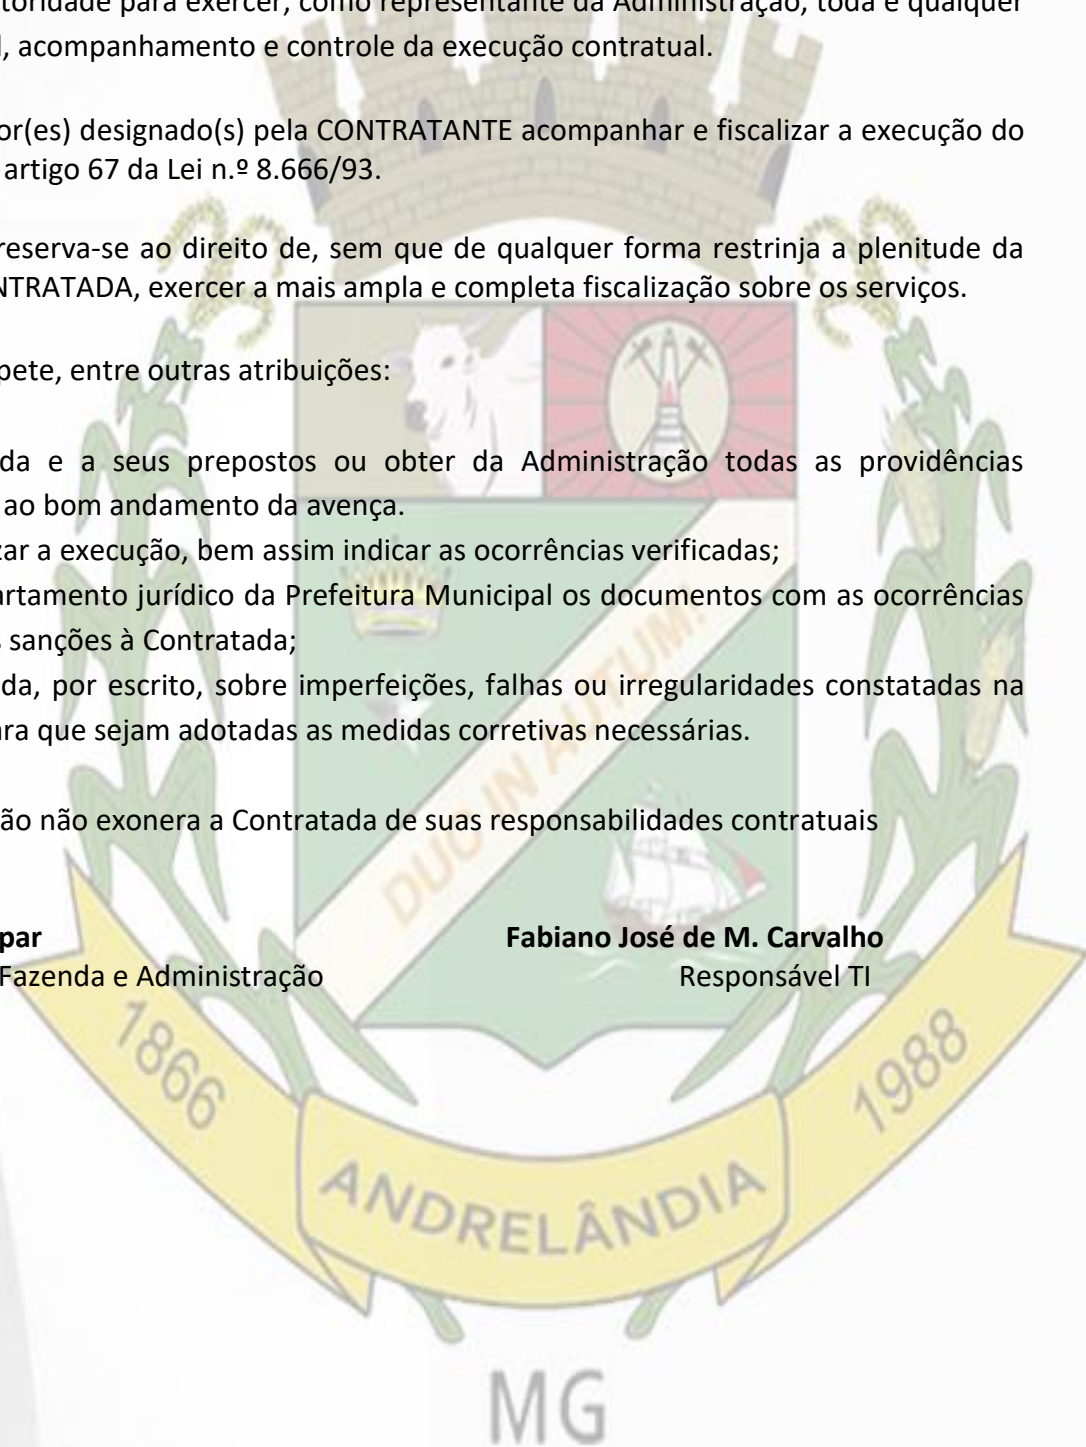 toridade para exercer, como representante da Administração, toda e qualquer
, acompanhamento e controle da execução contratual.
or(es) designado(s) pela CONTRATANTE acompanhar e fiscalizar a execução do
artigo 67 da Lei n.º 8.666/93.
reserva-se ao direito de, sem que de qualquer forma restrinja a plenitude da
NTRATADA, exercer a mais ampla e completa fiscalização sobre os serviços.
pete, entre outras atribuições:
da e a seus prepostos ou obter da Administração todas as providências
ao bom andamento da avença.
zar a execução, bem assim indicar as ocorrências verificadas;
artamento jurídico da Prefeitura Municipal os documentos com as ocorrências
s sanções à Contratada;
da, por escrito, sobre imperfeições, falhas ou irregularidades constatadas na
ara que sejam adotadas as medidas corretivas necessárias.
ão não exonera a Contratada de suas responsabilidades contratuais
par Fabiano José de M. Carvalho
Fazenda e Administração Responsável TI
DUO IN AUTUM!
1866 ANDRELÂNDIA 1988
MG